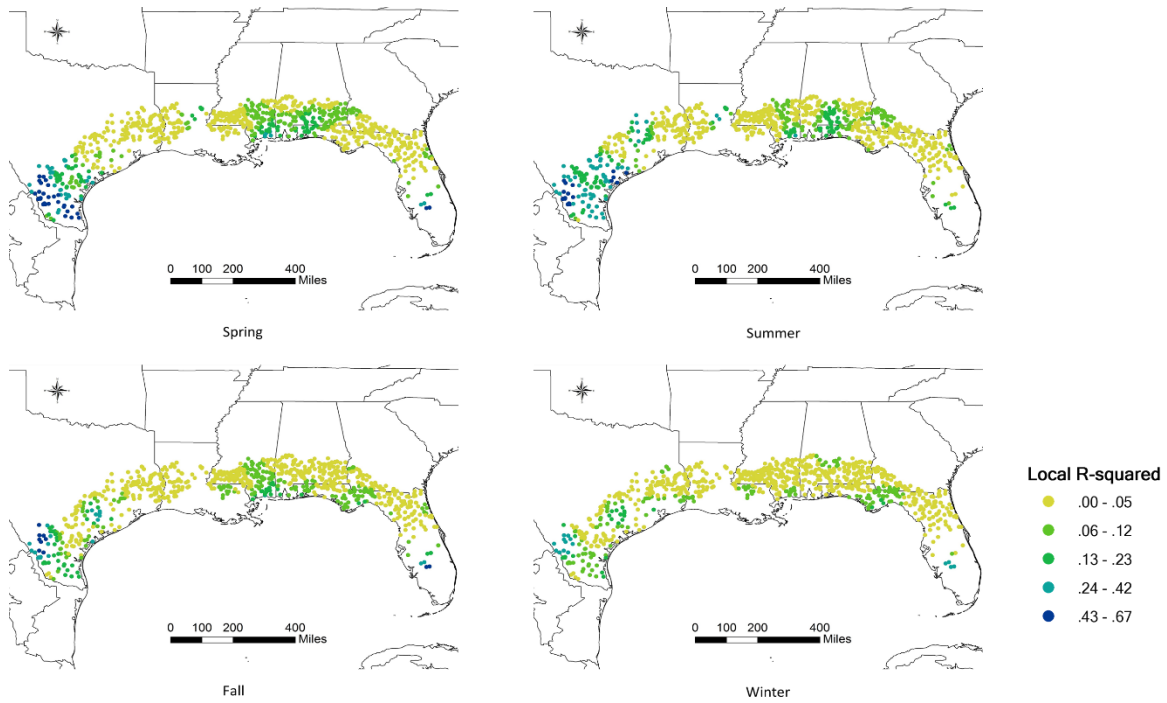 0 100 200 400
Miles
Spring
0 100 200 400
Miles
Summer
0 100 200 400
Miles
Fall
0 100 200 400
Miles
Winter
Local R-squared
.00 - .05
.06 - .12
.13 - .23
.24 - .42
.43 - .67